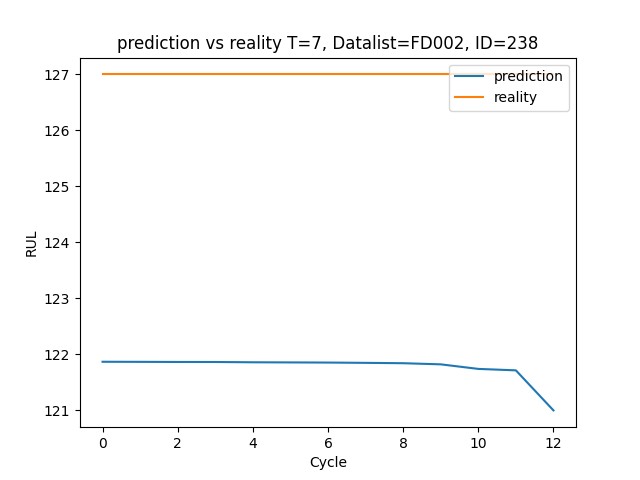 prediction vs reality T=7, Datalist=FD002, ID=238
127
126
125
124
123
122
121
RUL
prediction
reality
0 2 4 6 8 10 12
Cycle